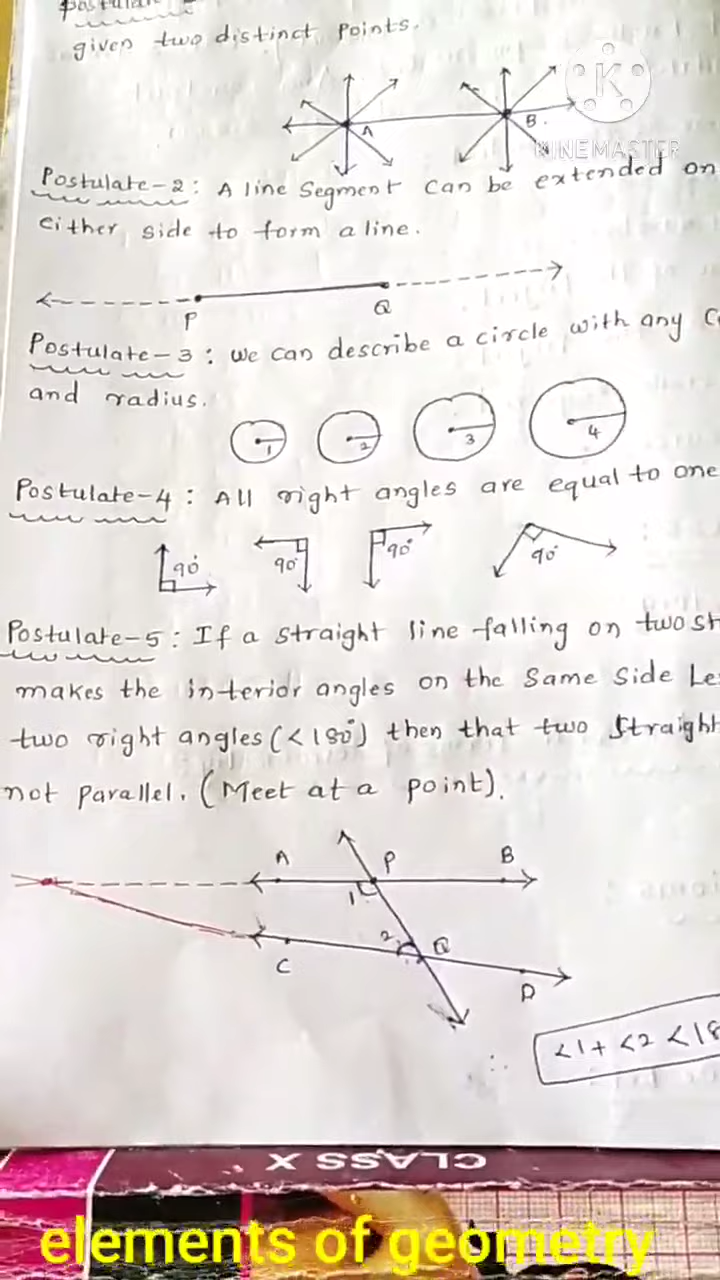 given two distinct points.
A
B.
K
KINEMASTER
Postulate-2: A line segment can be extended on
either side to form a line.
P
Q
Postulate-3: we can describe a circle with any
and radius.
1 2 3 4
Postulate-4: All right angles are equal to one
90° 90° 90° 90°
Postulate-5: If a straight line falling on two
makes the interior angles on the same side
two right angles (<180°) then that two straight
not parallel. (Meet at a point).
A P B
1
2 Q
C
D
∴
<1+ <2 <18
CLASS X
elements of geometry